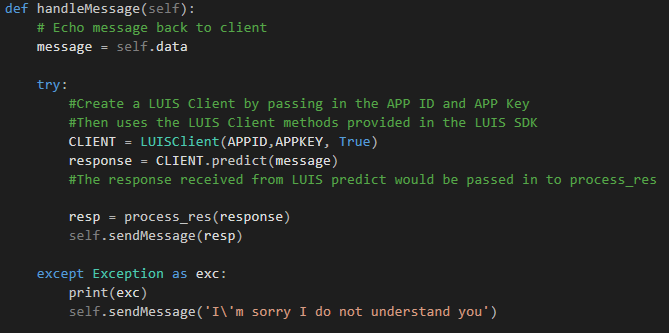 def handleMessage(self):
    # Echo message back to client
    message = self.data

    try:
        #Create a LUIS Client by passing in the APP ID and APP Key
        #Then uses the LUIS Client methods provided in the LUIS SDK
        CLIENT = LUISClient(APPID,APPKEY, True)
        response = CLIENT.predict(message)
        #The response received from LUIS predict would be passed in to process_res

        resp = process_res(response)
        self.sendMessage(resp)

    except Exception as exc:
        print(exc)
        self.sendMessage('I\'m sorry I do not understand you')